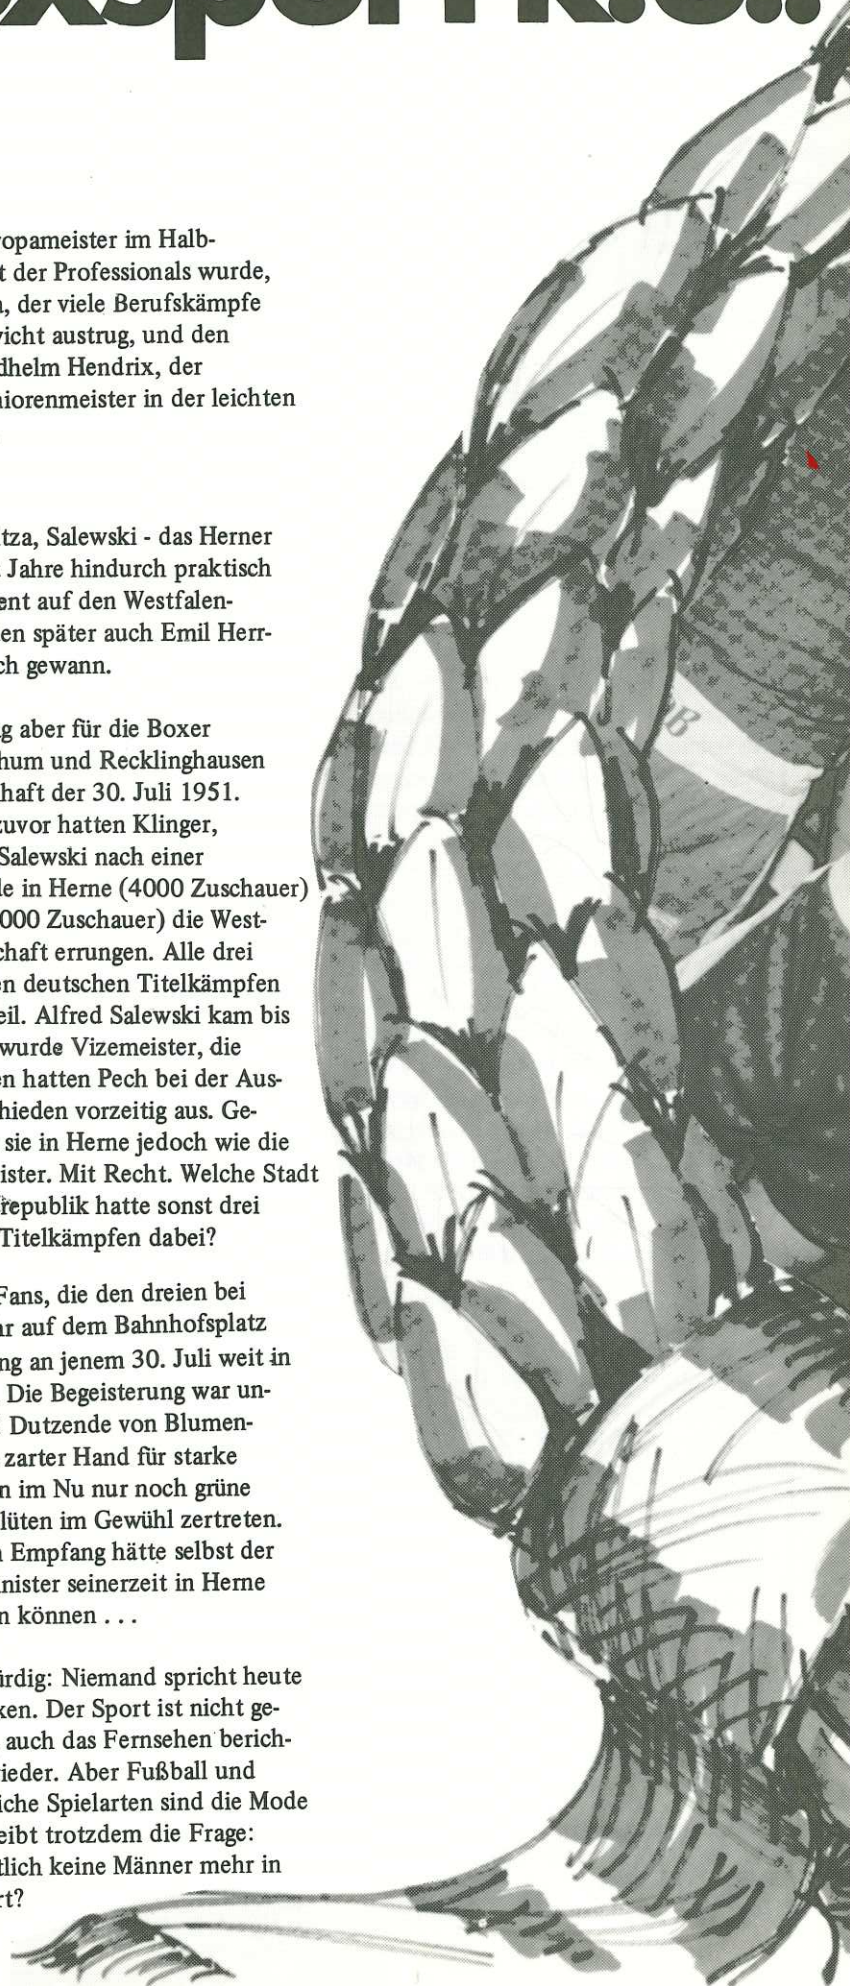 xsport k.o..
ropameister im Halb-
t der Professionals wurde,
, der viele Berufskämpfe
icht austrug, und den
dhelm Hendrix, der
niorenmeister in der leichten
tza, Salewski - das Herner
Jahre hindurch praktisch
ent auf den Westfalen-
en später auch Emil Herr-
ch gewann.
g aber für die Boxer
hum und Recklinghausen
haft der 30. Juli 1951.
zuvor hatten Klinger,
Salewski nach einer
le in Herne (4000 Zuschauer)
000 Zuschauer) die West-
chaft errungen. Alle drei
en deutschen Titelkämpfen
eil. Alfred Salewski kam bis
wurde Vizemeister, die
en hatten Pech bei der Aus-
hieden vorzeitig aus. Ge-
sie in Herne jedoch wie die
ister. Mit Recht. Welche Stadt
republik hatte sonst drei
Titelkämpfen dabei?
Fans, die den dreien bei
hr auf dem Bahnhofsplatz
ng an jenem 30. Juli weit in
Die Begeisterung war un-
Dutzende von Blumen-
zarter Hand für starke
n im Nu nur noch grüne
lüten im Gewühl zertreten.
n Empfang hätte selbst der
nister seinerzeit in Herne
n können . . .
ürdig: Niemand spricht heute
xen. Der Sport ist nicht ge-
auch das Fernsehen berich-
ieder. Aber Fußball und
iche Spielarten sind die Mode
eibt trotzdem die Frage:
tlich keine Männer mehr in
rt?